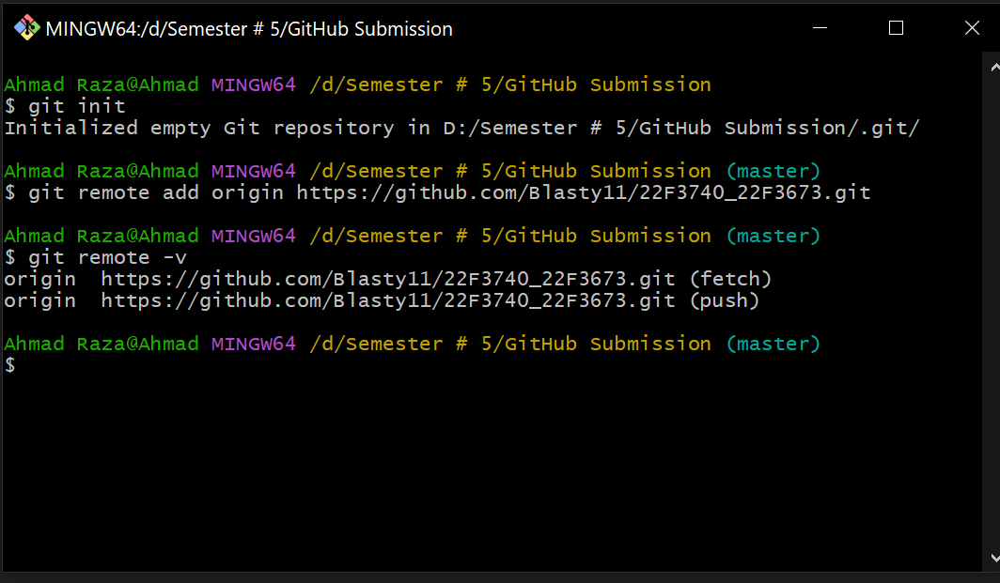 MINGW64:/d/Semester # 5/GitHub Submission
Ahmad Raza@Ahmad MINGW64 /d/Semester # 5/GitHub Submission
$ git init
Initialized empty Git repository in D:/Semester # 5/GitHub Submission/.git/
Ahmad Raza@Ahmad MINGW64 /d/Semester # 5/GitHub Submission (master)
$ git remote add origin https://github.com/Blasty11/22F3740_22F3673.git
Ahmad Raza@Ahmad MINGW64 /d/Semester # 5/GitHub Submission (master)
$ git remote -v
origin  https://github.com/Blasty11/22F3740_22F3673.git (fetch)
origin  https://github.com/Blasty11/22F3740_22F3673.git (push)
Ahmad Raza@Ahmad MINGW64 /d/Semester # 5/GitHub Submission (master)
$